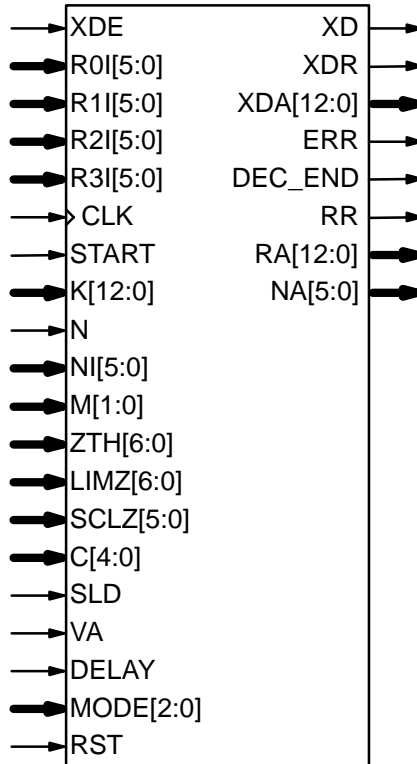 XDE XD
R0I[5:0] XDR
R1I[5:0] XDA[12:0]
R2I[5:0] ERR
R3I[5:0] DEC_END
CLK RR
START RA[12:0]
K[12:0] NA[5:0]
N
NI[5:0]
M[1:0]
ZTH[6:0]
LIMZ[6:0]
SCLZ[5:0]
C[4:0]
SLD
VA
DELAY
MODE[2:0]
RST